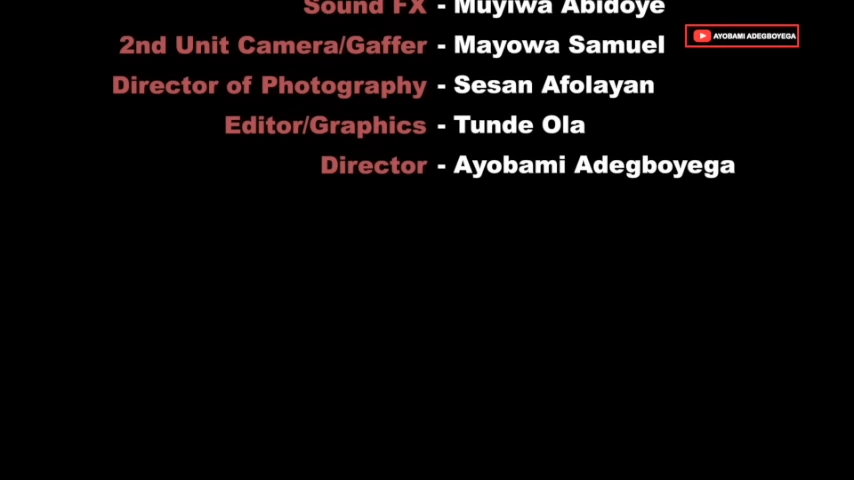 Sound FX - Muyiwa Abidoye
2nd Unit Camera/Gaffer - Mayowa Samuel
AYOBAMI ADEGBOYEGA
Director of Photography - Sesan Afolayan
Editor/Graphics - Tunde Ola
Director - Ayobami Adegboyega